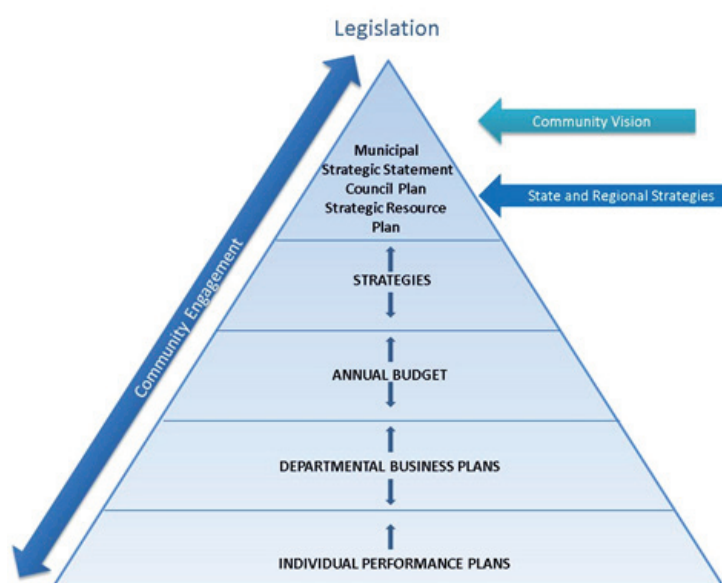 Legislation
Community Vision
Municipal
Strategic Statement
Council Plan
Strategic Resource
Plan
State and Regional Strategies
Community Engagement
STRATEGIES
ANNUAL BUDGET
DEPARTMENTAL BUSINESS PLANS
INDIVIDUAL PERFORMANCE PLANS